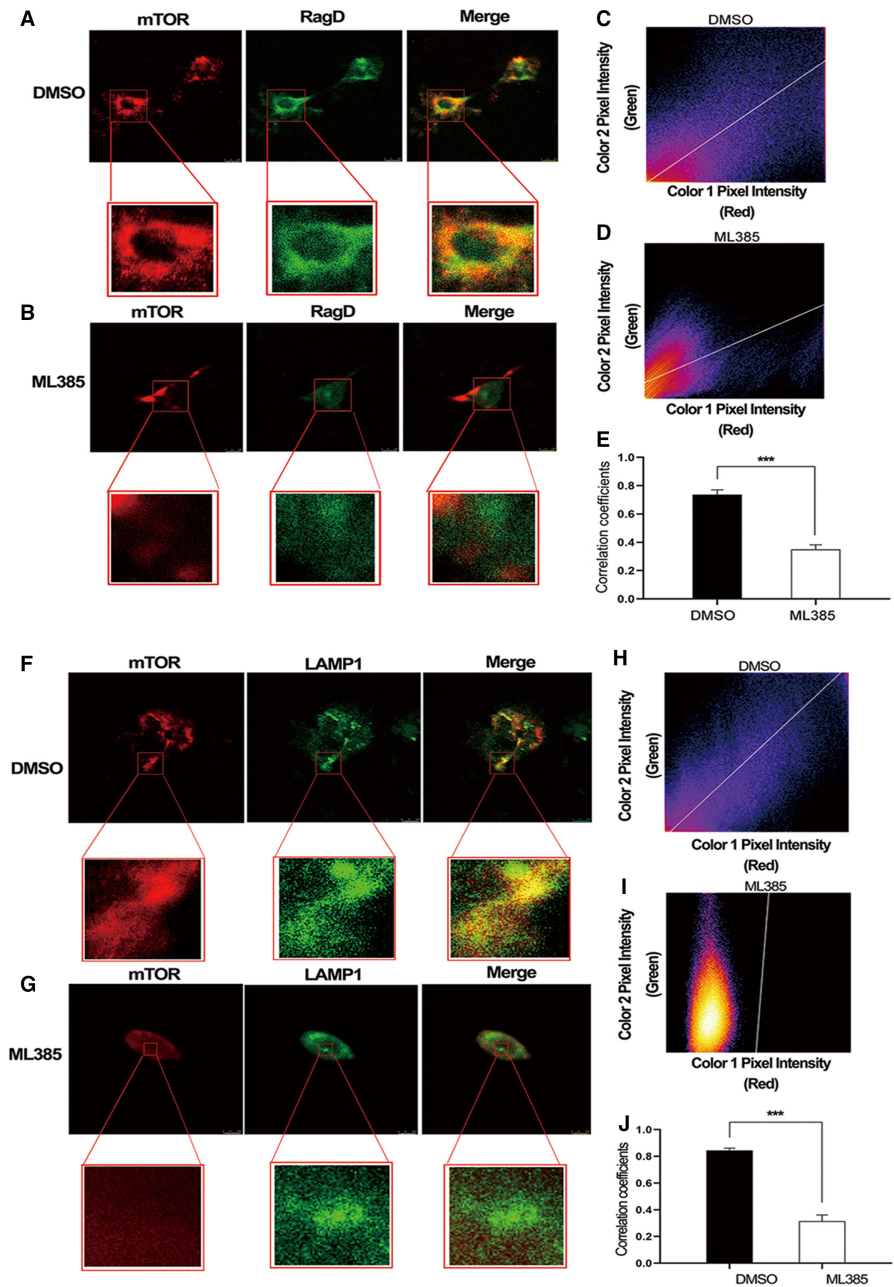 A
mTOR RagD Merge
DMSO
B
mTOR RagD Merge
ML385
C
DMSO
Color 2 Pixel Intensity
(Green)
Color 1 Pixel Intensity
(Red)
D
ML385
Color 2 Pixel Intensity
(Green)
Color 1 Pixel Intensity
(Red)
E
Correlation coefficients
1.0
0.8
0.6
0.4
0.2
0.0
***
DMSO ML385
F
mTOR LAMP1 Merge
DMSO
G
mTOR LAMP1 Merge
ML385
H
DMSO
Color 2 Pixel Intensity
(Green)
Color 1 Pixel Intensity
(Red)
I
ML385
Color 2 Pixel Intensity
(Green)
Color 1 Pixel Intensity
(Red)
J
Correlation coefficients
1.0
0.8
0.6
0.4
0.2
0.0
***
DMSO ML385